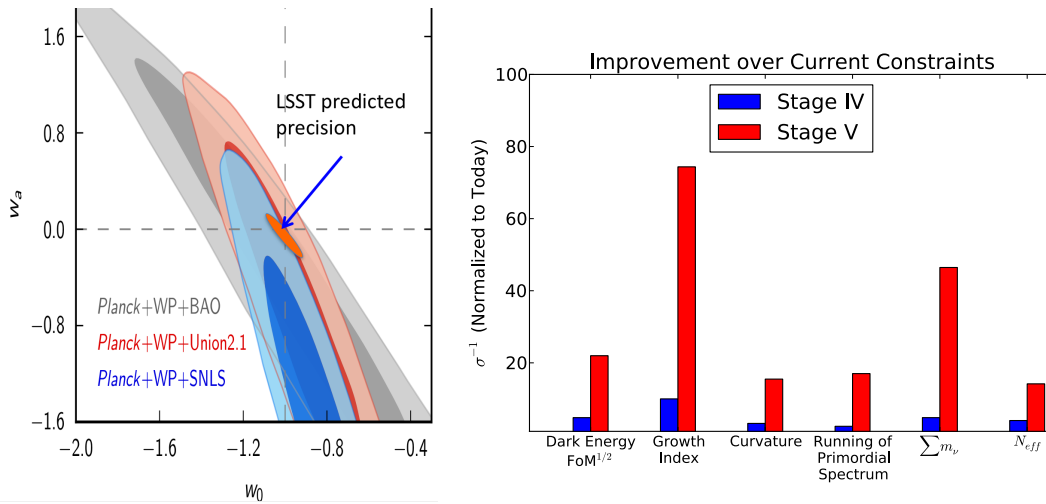 1.6
0.8
0.0
−0.8
−1.6
w_a
LSST predicted
precision
Planck+WP+BAO
Planck+WP+Union2.1
Planck+WP+SNLS
−2.0 −1.6 −1.2 −0.8 −0.4
w_0
Improvement over Current Constraints
100
80
60
40
20
σ^{-1} (Normalized to Today)
Stage IV
Stage V
Dark Energy
FoM^{1/2}
Growth
Index
Curvature
Running of
Primordial
Spectrum
∑ m_ν
N_{eff}